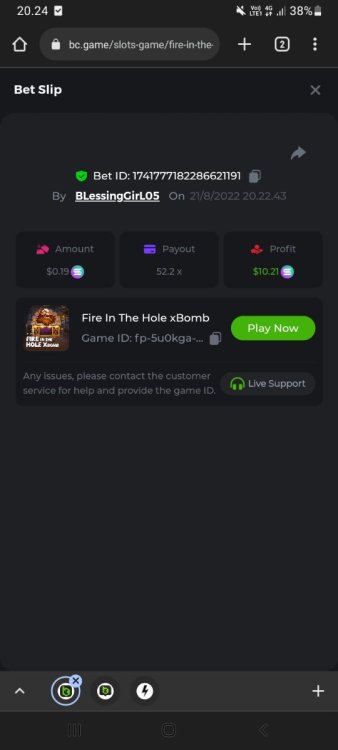 20.24
Vo) 4G
LTE1
38%
bc.game/slots-game/fire-in-the-
2
Bet Slip
Bet ID: 1741777182286621191
By BLessingGirL05 On 21/8/2022 20.22.43
Amount
Payout
Profit
$0.19
52.2 x
$10.21
FIRE IN THE
HOLE XBOMB
Fire In The Hole xBomb
Game ID: fp-5u0kga-...
Play Now
Any issues, please contact the customer
service for help and provide the game ID.
Live Support